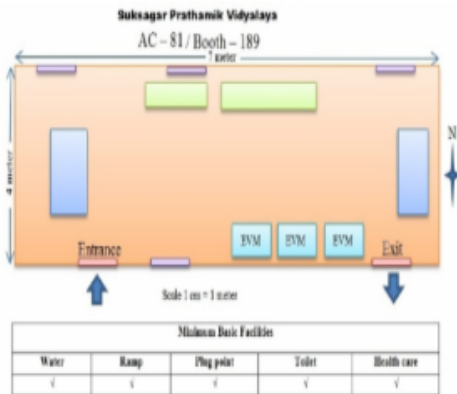 Suksagar Prathamik Vidyalaya
AC – 81 / Booth – 189
7 meter
4 meter
N
EVM EVM EVM
Entrance
Exit
Scale 1 cm = 1 meter
Minimum Basic Facilities
Water Ramp Plug point Toilet Health care
√ √ √ √ √